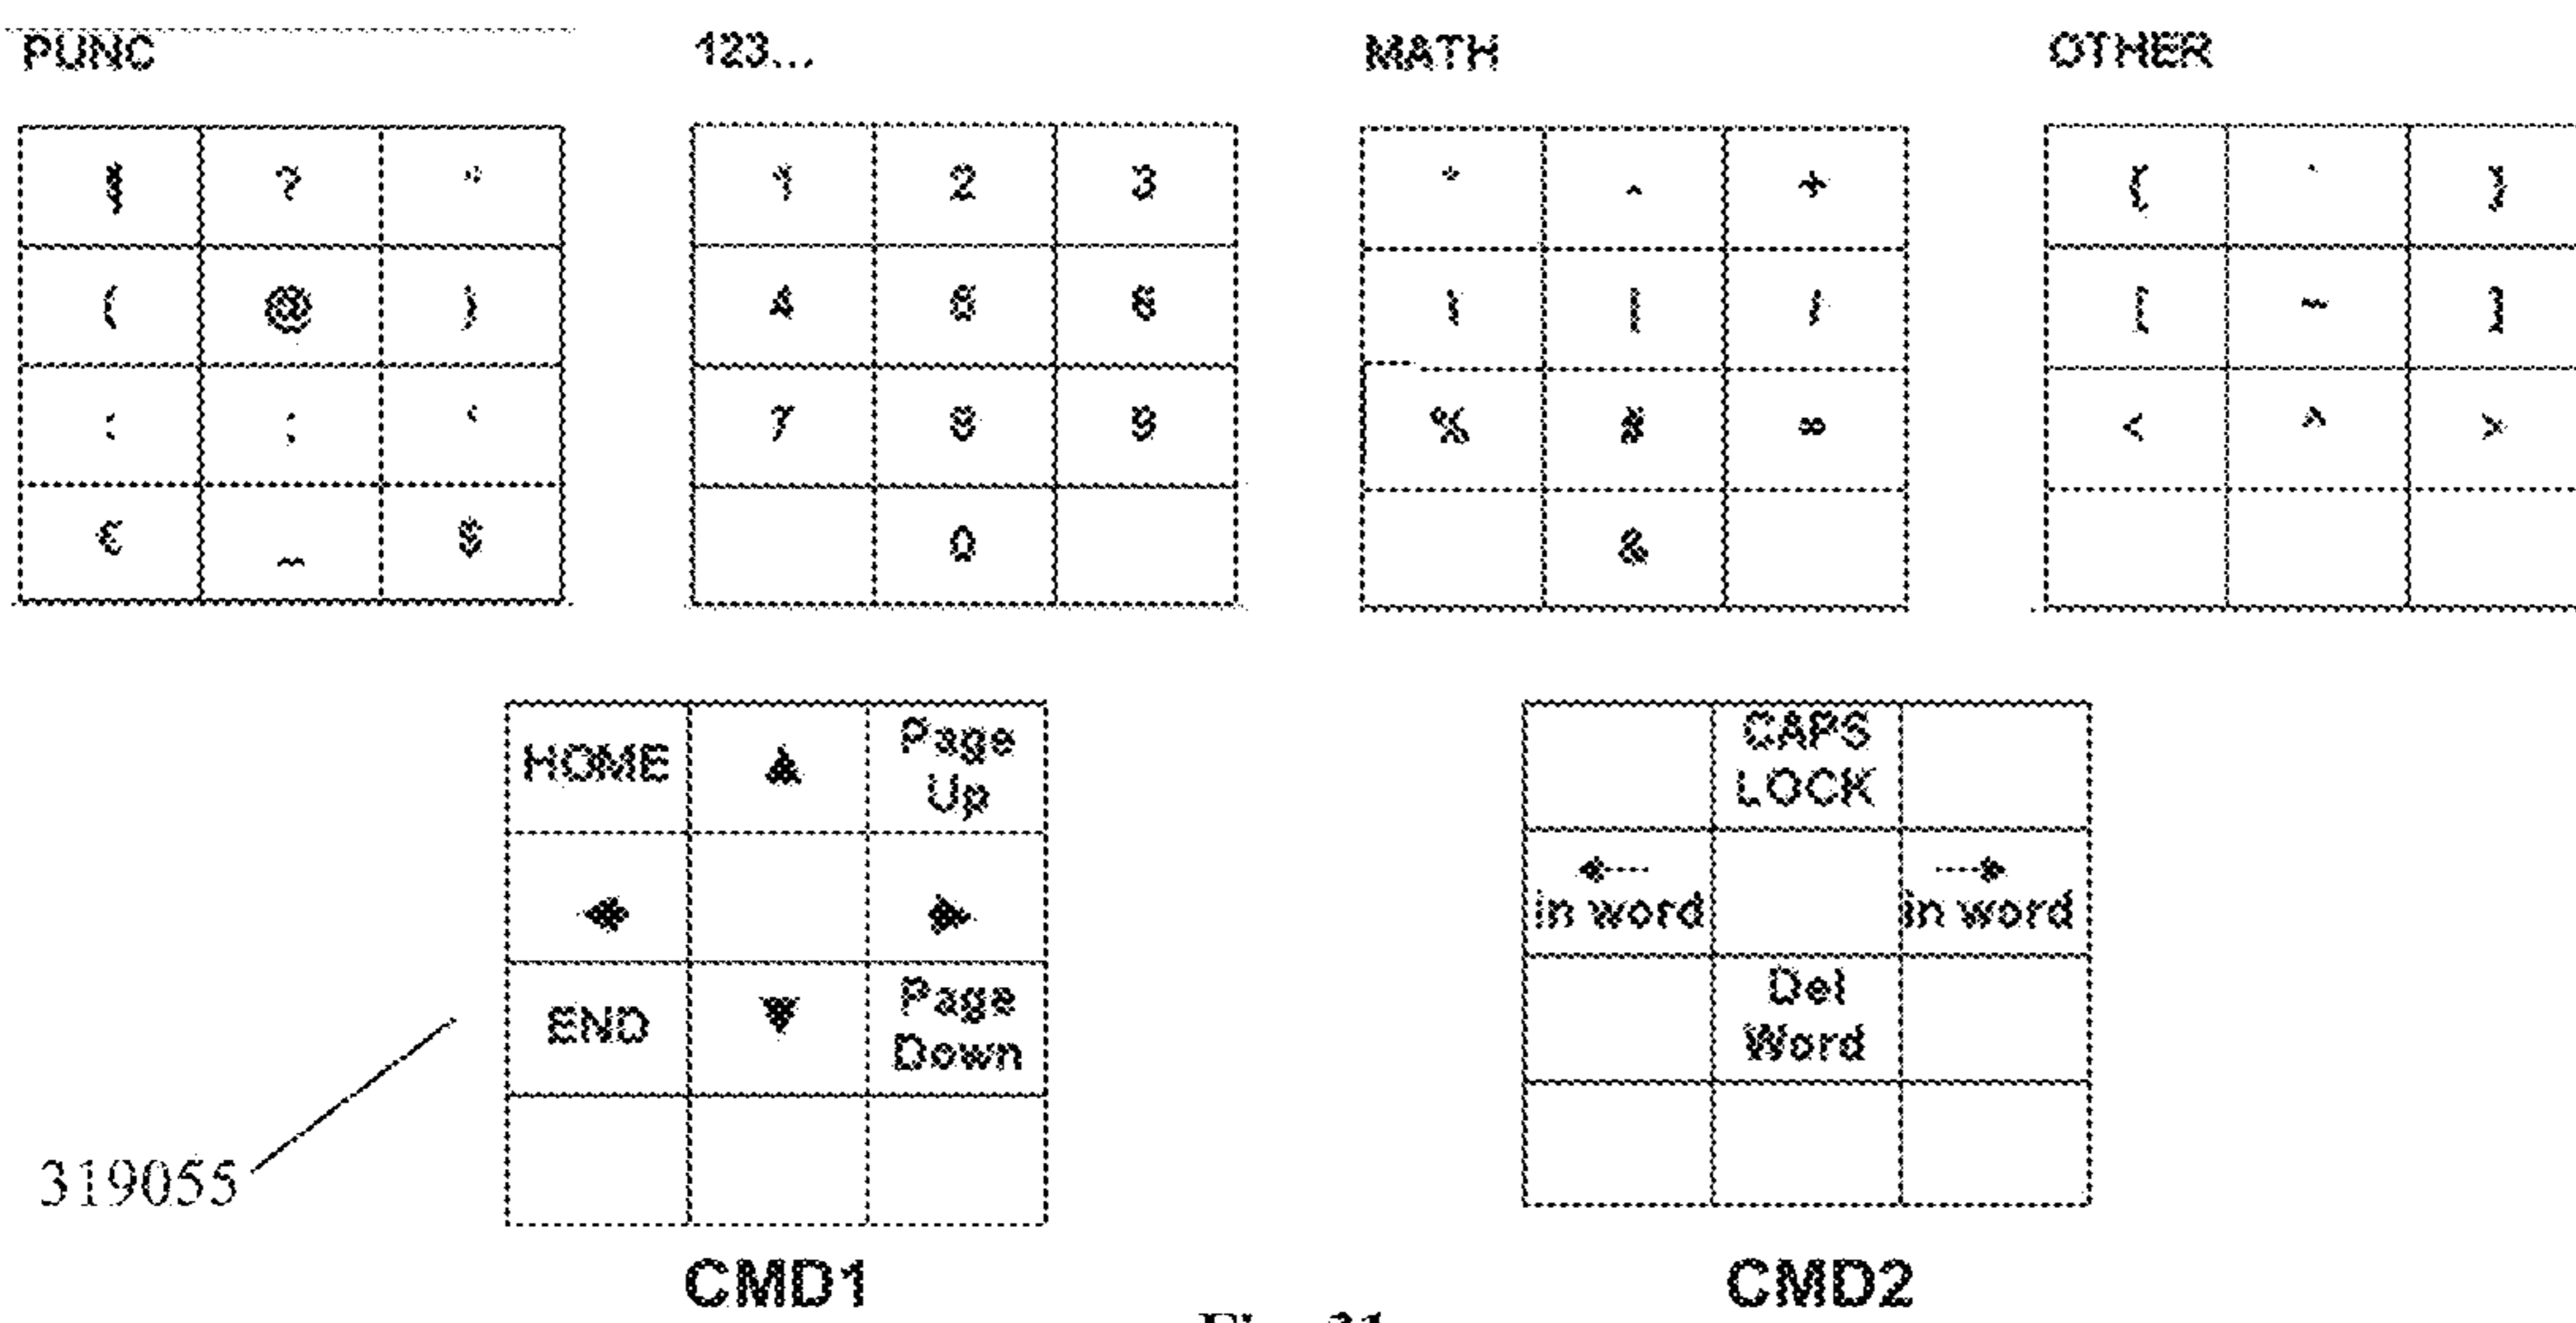 PUNC 123... MATH OTHER
? " 1 2 3 * - + { ` }
( @ ) 4 5 6 | / [ ~ ]
: ; ' 7 8 9 % # = < ^ >
€ _ $ 0 &
HOME ▲ Page Up
◀ ▶
END ▼ Page Down
CAPS LOCK
←
in word
→
in word
Del Word
319055
CMD1 CMD2